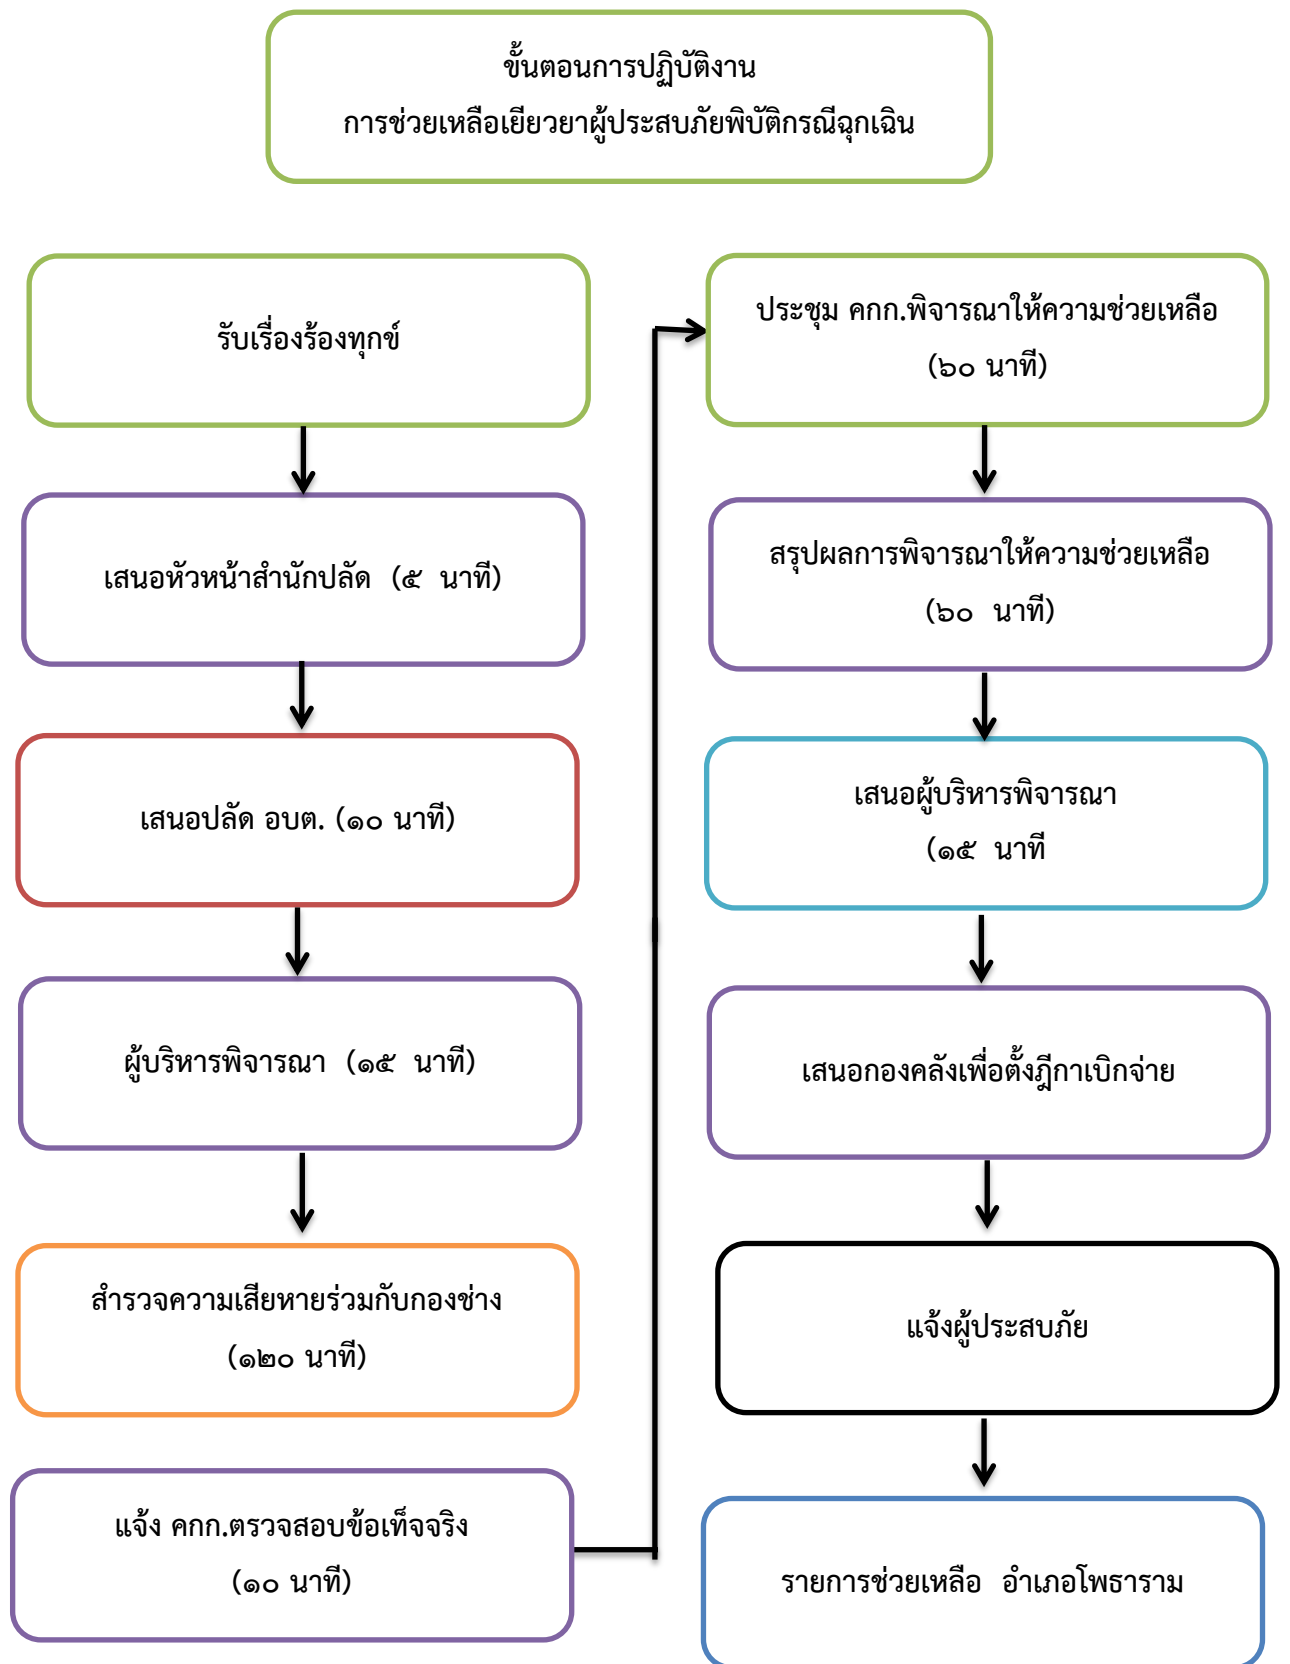 ขั้นตอนการปฏิบัติงาน
การช่วยเหลือเยียวยาผู้ประสบภัยพิบัติกรณีฉุกเฉิน
รับเรื่องร้องทุกข์
เสนอหัวหน้าสำนักปลัด (๕ นาที)
เสนอปลัด อบต. (๑๐ นาที)
ผู้บริหารพิจารณา (๑๕ นาที)
สำรวจความเสียหายร่วมกับกองช่าง
(๑๒๐ นาที)
แจ้ง คกก.ตรวจสอบข้อเท็จจริง
(๑๐ นาที)
ประชุม คกก.พิจารณาให้ความช่วยเหลือ
(๖๐ นาที)
สรุปผลการพิจารณาให้ความช่วยเหลือ
(๖๐ นาที)
เสนอผู้บริหารพิจารณา
(๑๕ นาที
เสนอกองคลังเพื่อตั้งฎีกาเบิกจ่าย
แจ้งผู้ประสบภัย
รายการช่วยเหลือ อำเภอโพธาราม